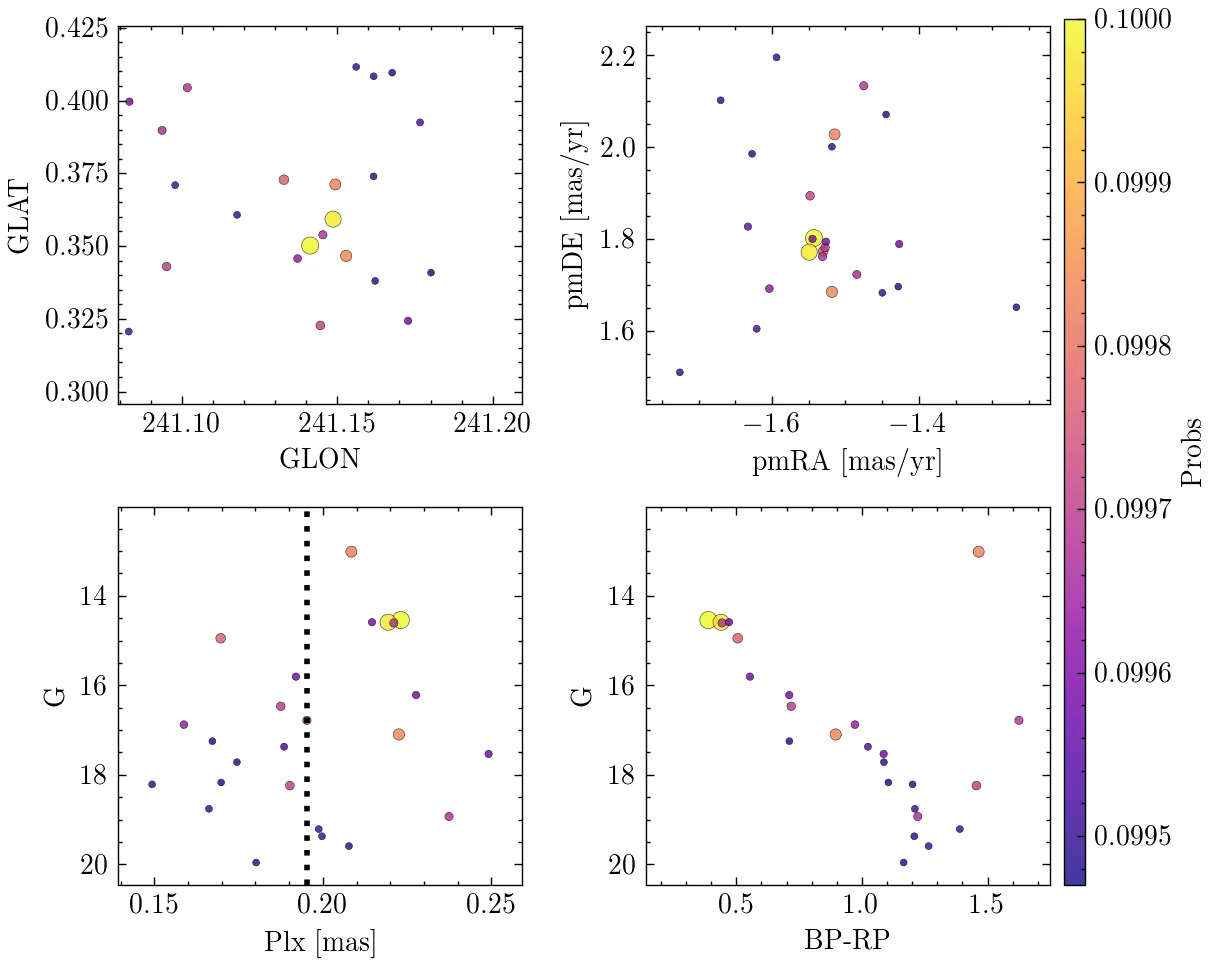 0.425
0.400
0.375
0.350
0.325
0.300
GLAT
241.10 241.15 241.20
GLON
2.2
2.0
1.8
1.6
pmDE [mas/yr]
−1.6 −1.4
pmRA [mas/yr]
14
16
18
20
G
0.15 0.20 0.25
Plx [mas]
14
16
18
20
G
0.5 1.0 1.5
BP-RP
0.1000
0.0999
0.0998
0.0997
0.0996
0.0995
Probs